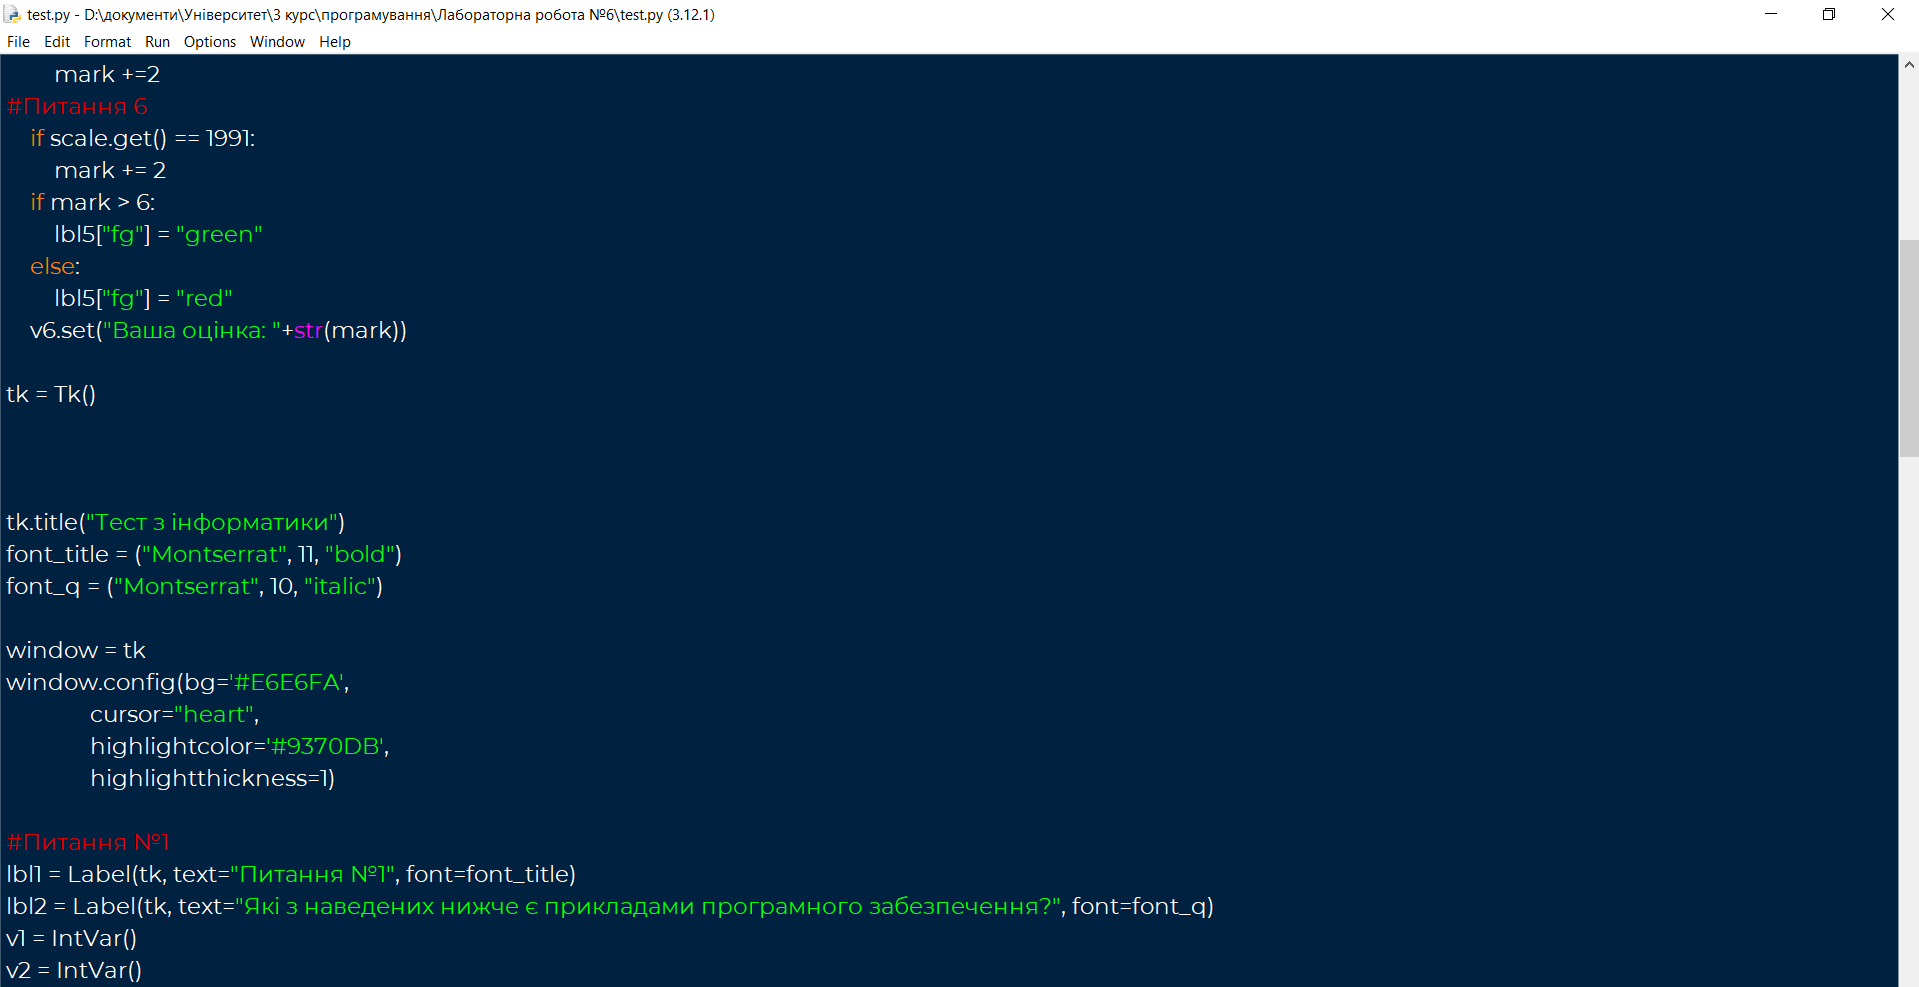 test.py - D:\документи\Університет\3 курс\програмування\Лабораторна робота №6\test.py (3.12.1)
File Edit Format Run Options Window Help
mark +=2
#Питання 6
if scale.get() == 1991:
mark += 2
if mark > 6:
lbl5["fg"] = "green"
else:
lbl5["fg"] = "red"
v6.set("Ваша оцінка: "+str(mark))
tk = Tk()
tk.title("Тест з інформатики")
font_title = ("Montserrat", 11, "bold")
font_q = ("Montserrat", 10, "italic")
window = tk
window.config(bg='#E6E6FA',
cursor="heart",
highlightcolor='#9370DB',
highlightthickness=1)
#Питання №1
lbl1 = Label(tk, text="Питання №1", font=font_title)
lbl2 = Label(tk, text="Які з наведених нижче є прикладами програмного забезпечення?", font=font_q)
v1 = IntVar()
v2 = IntVar()